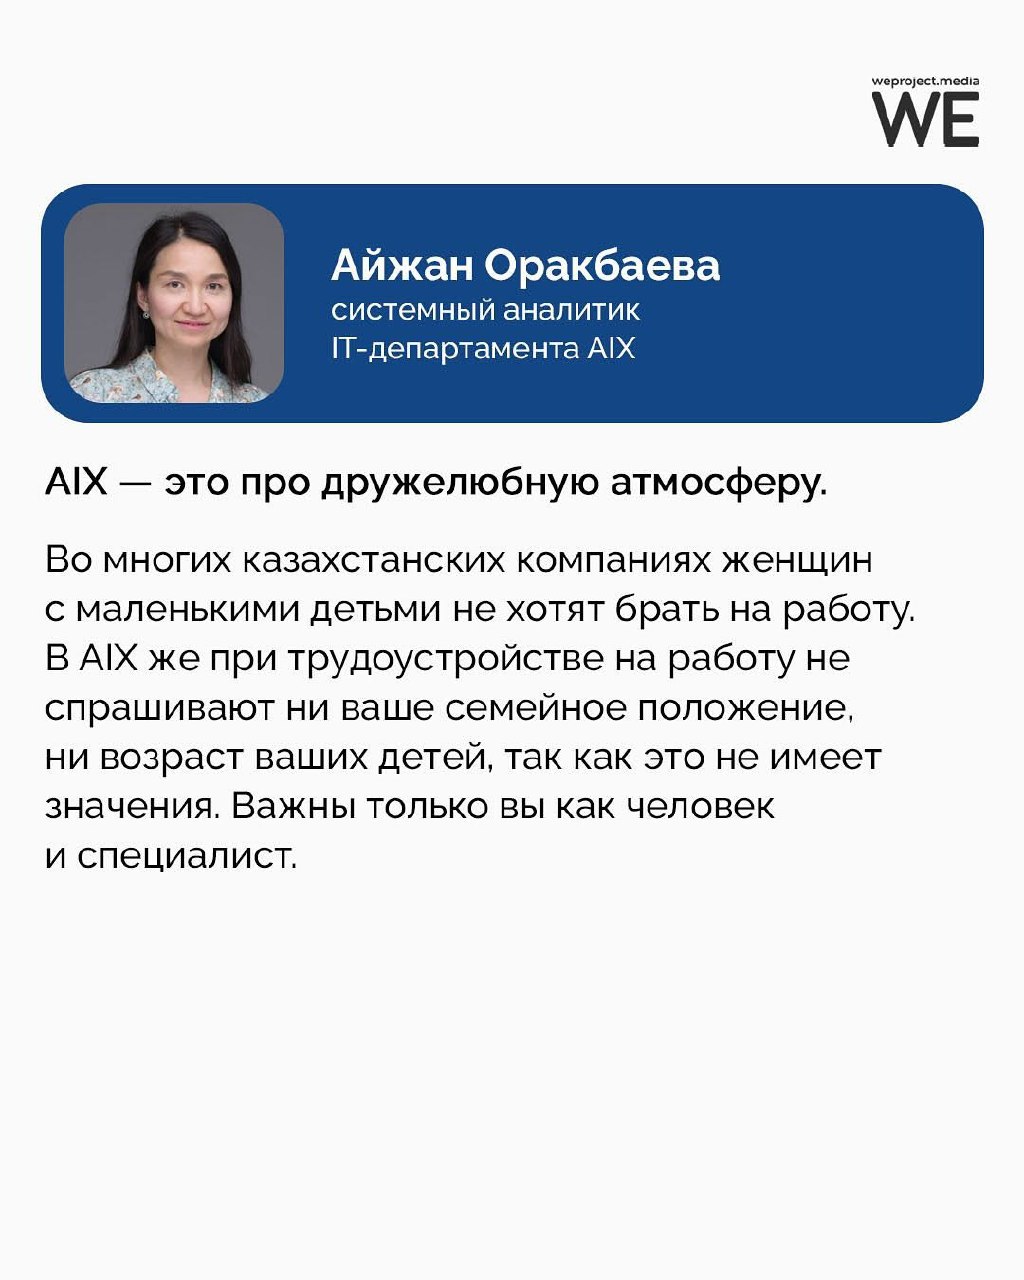 weproject.media
WE
Айжан Оракбаева
системный аналитик
IT-департамента AIX
AIX — это про дружелюбную атмосферу.
Во многих казахстанских компаниях женщин
с маленькими детьми не хотят брать на работу.
В AIX же при трудоустройстве на работу не
спрашивают ни ваше семейное положение,
ни возраст ваших детей, так как это не имеет
значения. Важны только вы как человек
и специалист.